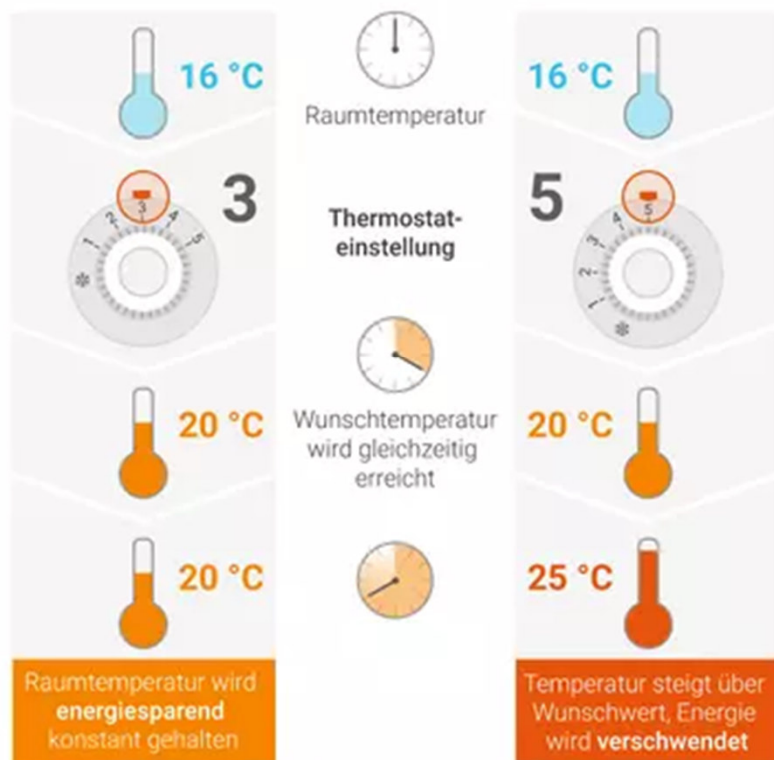 16 °C
Raumtemperatur
16 °C
3
1 2 3 4 5
Thermostat-
einstellung
5
1 2 3 4 5
20 °C
Wunschtemperatur
wird gleichzeitig
erreicht
20 °C
20 °C
25 °C
Raumtemperatur wird
energiesparend
konstant gehalten
Temperatur steigt über
Wunschwert, Energie
wird verschwendet